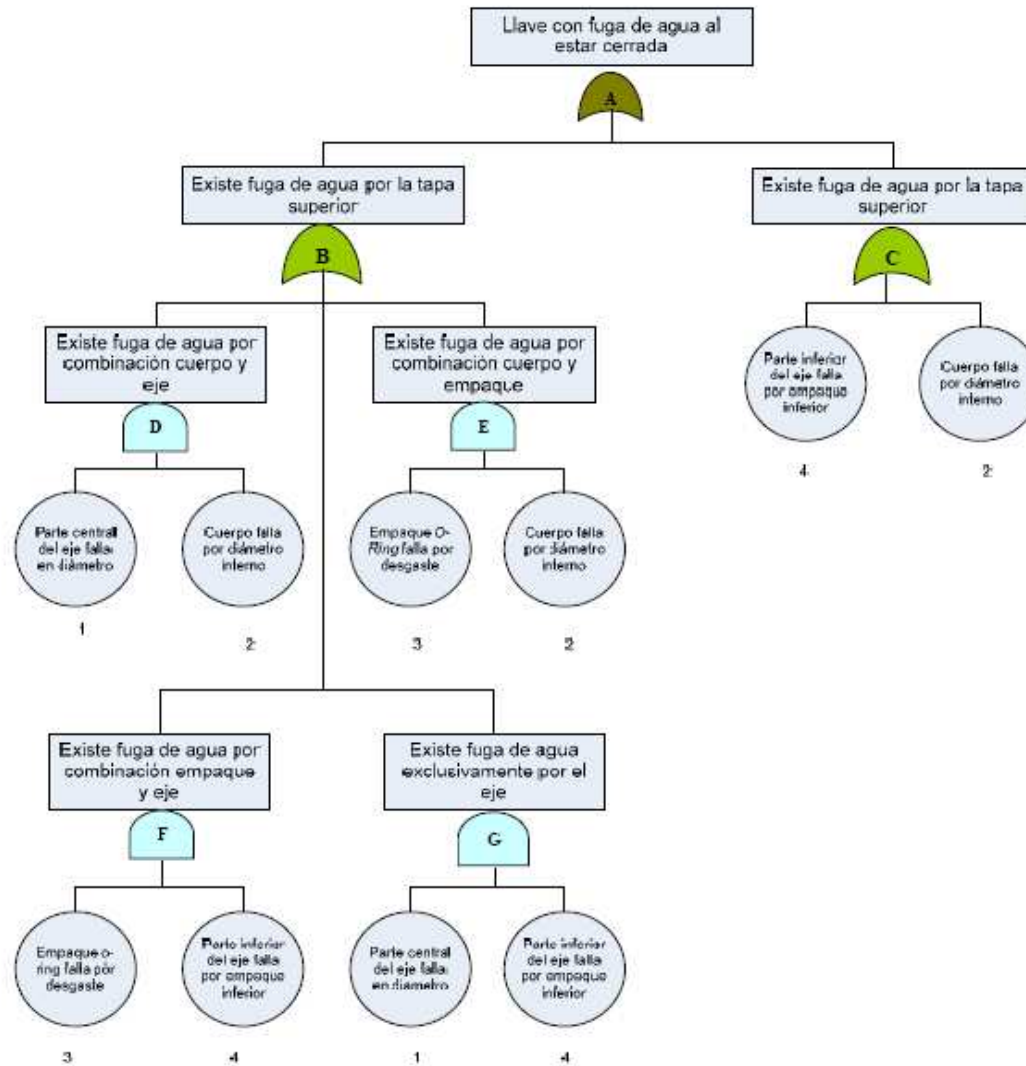 Llave con fuga de agua al
estar cerrada
A
Existe fuga de agua por la tapa
superior
Existe fuga de agua por la tapa
superior
B
C
Existe fuga de agua por
combinación cuerpo y
eje
Existe fuga de agua por
combinación cuerpo y
empaque
Parte inferior
del eje falla
por empaque
inferior
Cuerpo falla
por diámetro
interno
D
E
4
2
Parte central
del eje falla
en diámetro
Cuerpo falla
por diámetro
interno
Empaque O-
Ring falla por
desgaste
Cuerpo falla
por diámetro
interno
1
2
3
2
Existe fuga de agua por
combinación empaque
y eje
Existe fuga de agua
exclusivamente por el
eje
F
G
Empaque o-
ring falla por
desgaste
Parte inferior
del eje falla
por empaque
inferior
Parte central
del eje falla
en diametro
Parte inferior
del eje falla
por empaque
inferior
3
4
1
4